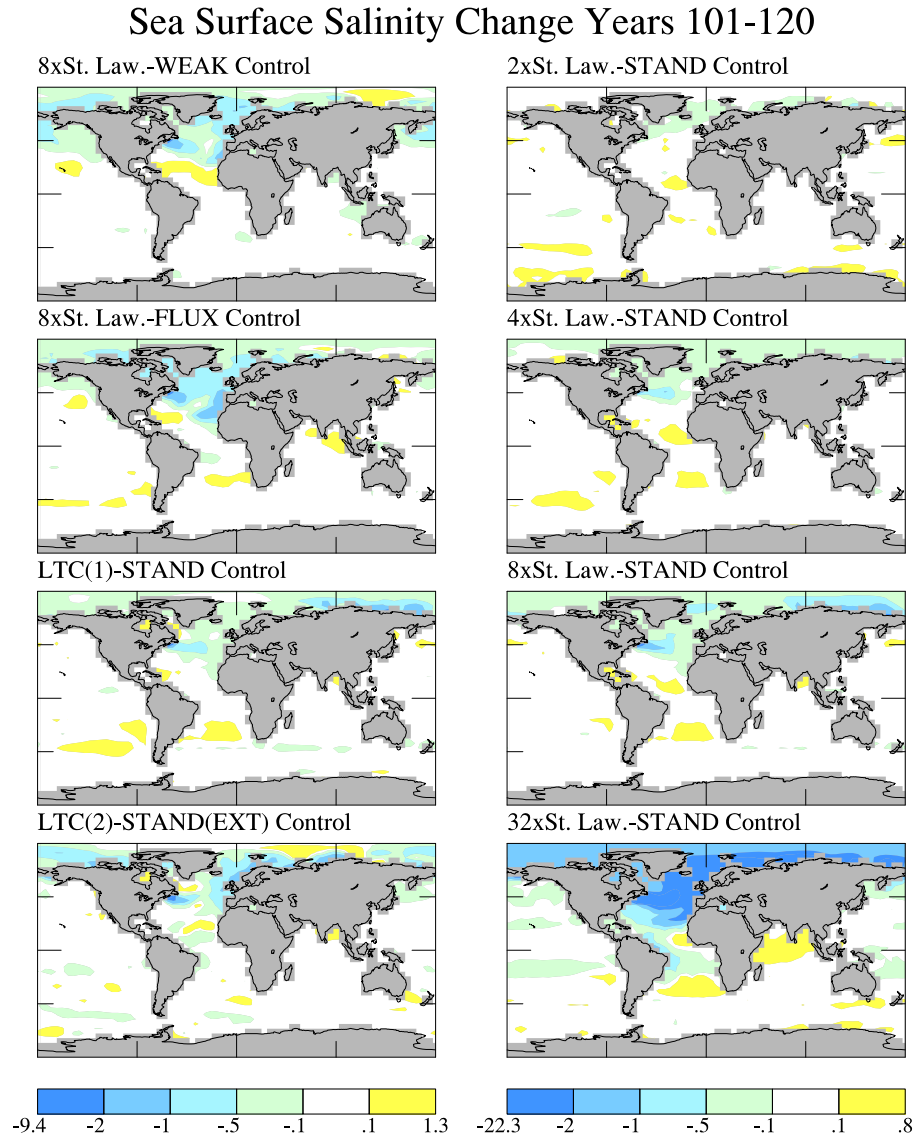 Sea Surface Salinity Change Years 101-120
8xSt. Law.-WEAK Control
2xSt. Law.-STAND Control
8xSt. Law.-FLUX Control
4xSt. Law.-STAND Control
LTC(1)-STAND Control
8xSt. Law.-STAND Control
LTC(2)-STAND(EXT) Control
32xSt. Law.-STAND Control
-9.4 -2 -1 -.5 -.1 .1 1.3
-22.3 -2 -1 -.5 -.1 .1 .8